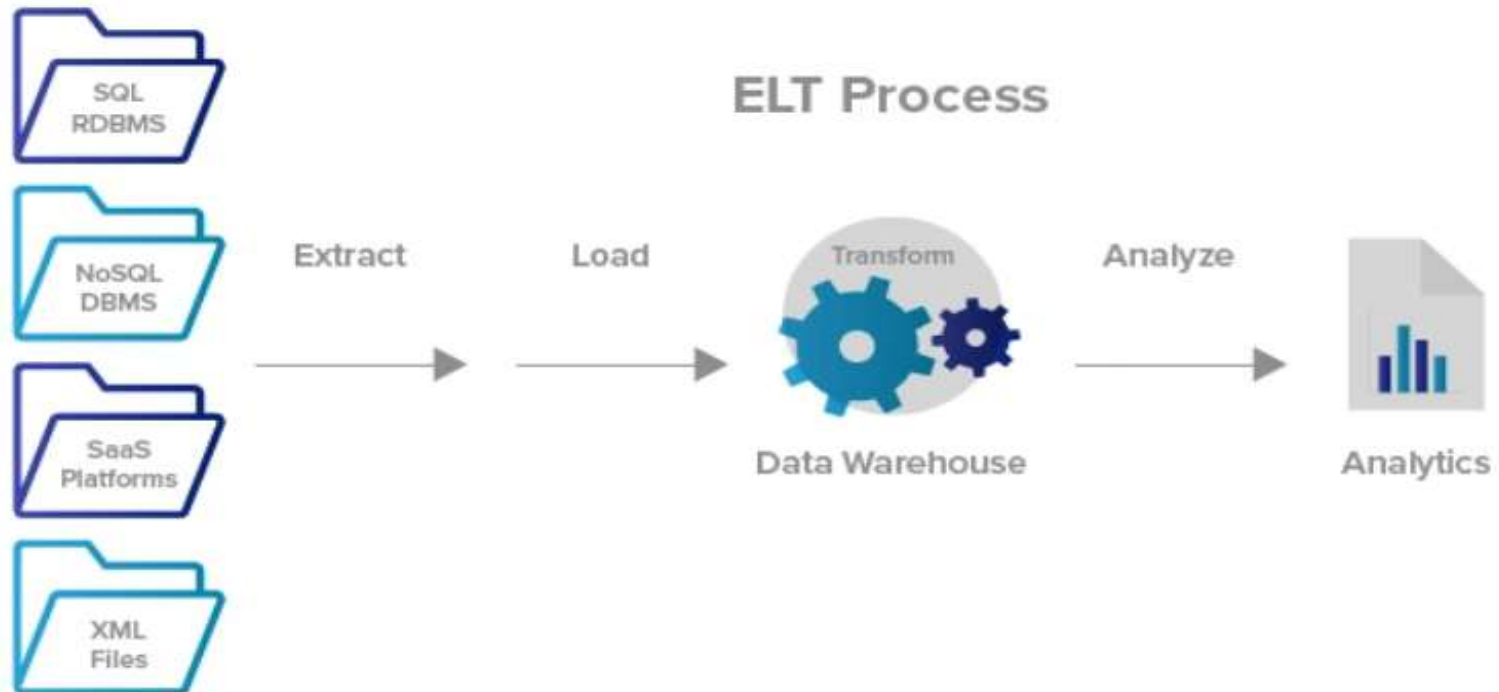 SQL
RDBMS
ELT Process
NoSQL
DBMS
Extract
Load
Transform
Analyze
SaaS
Platforms
Data Warehouse
Analytics
XML
Files